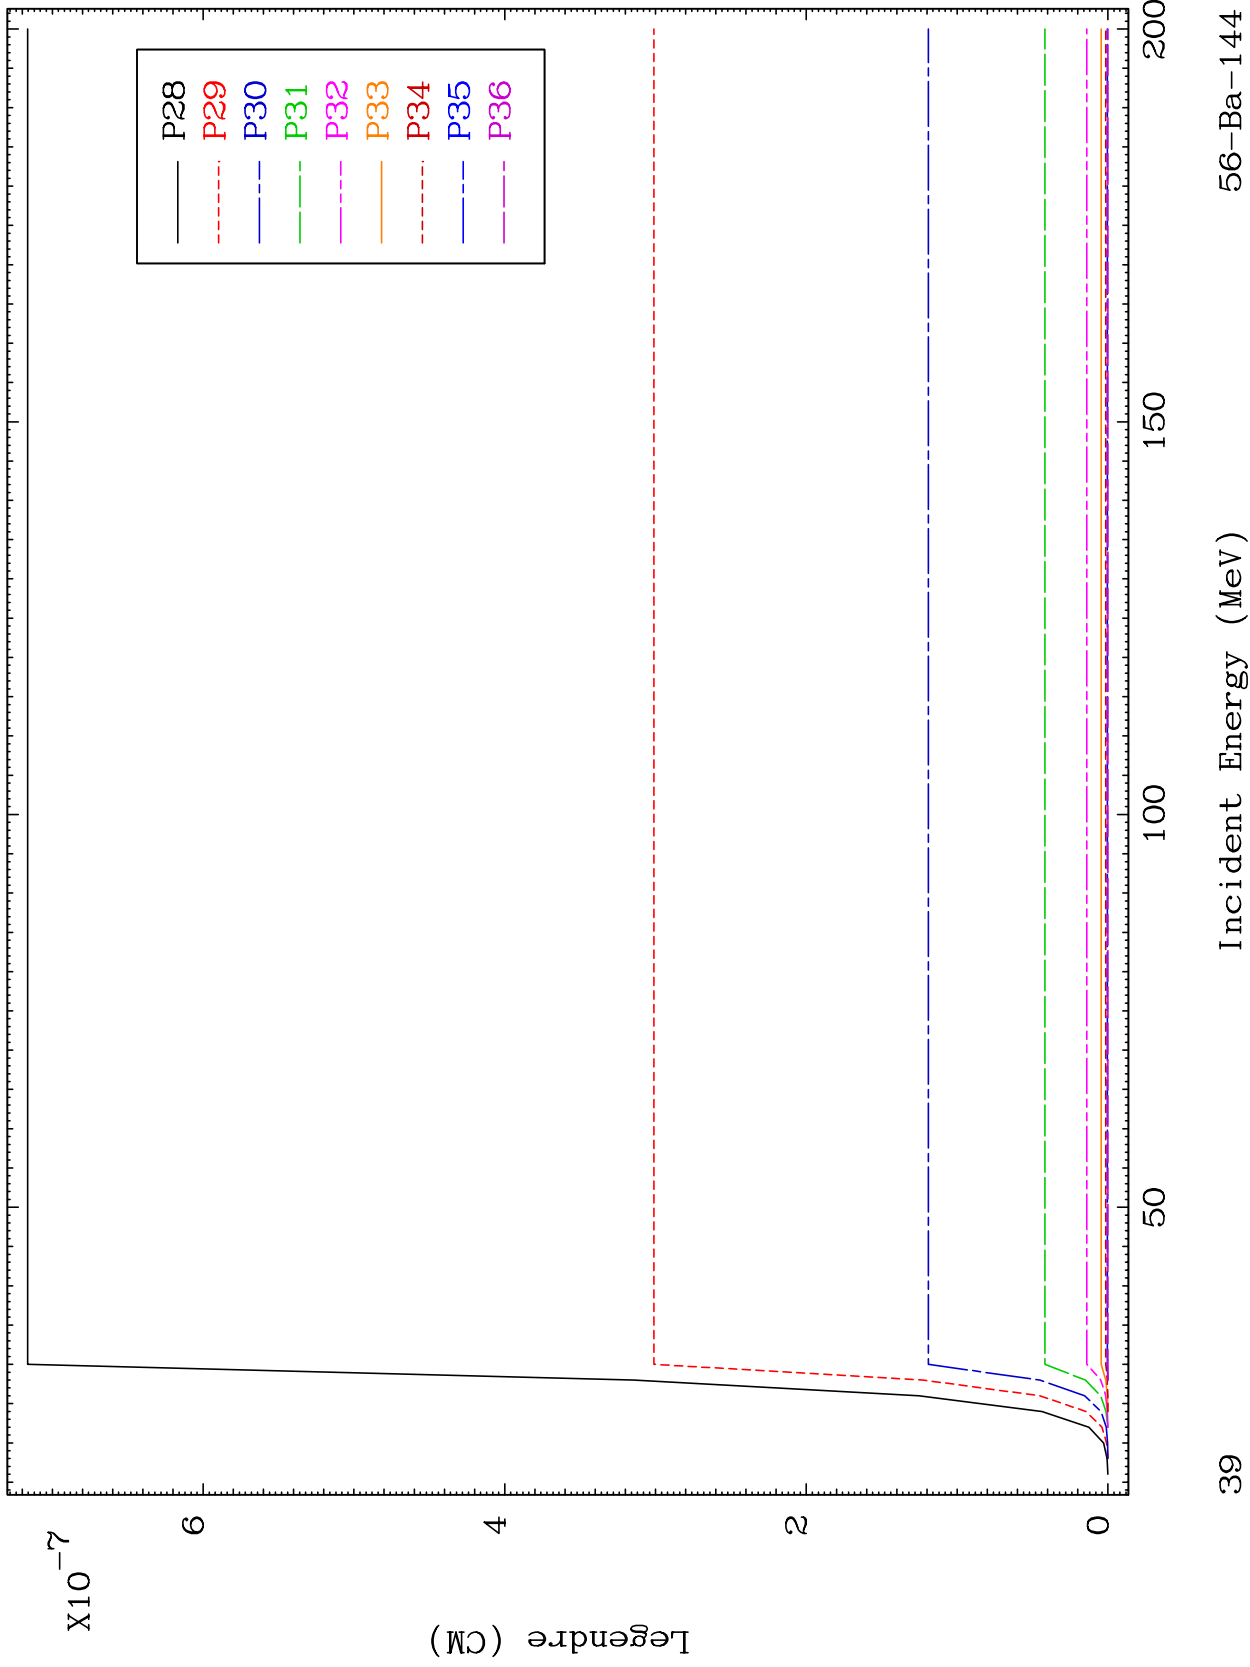 X10-7
6
4
2
0
Legendre (CM)
P28
P29
P30
P31
P32
P33
P34
P35
P36
50
100
150
200
39
Incident Energy (MeV)
56-Ba-144